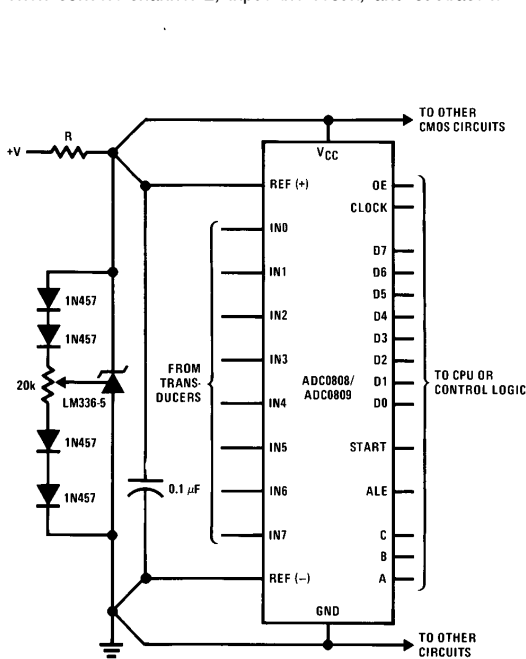 TO OTHER
CMOS CIRCUITS
R
+V
VCC
REF (+)
OE
CLOCK
IN0
IN1
IN2
IN3
IN4
IN5
IN6
IN7
D7
D6
D5
D4
D3
D2
D1
D0
1N457
1N457
20k
LM336-5
1N457
1N457
FROM
TRANS-
DUCERS
ADC0808/
ADC0809
TO CPU OR
CONTROL LOGIC
START
ALE
0.1 µF
C
B
A
REF (−)
GND
TO OTHER
CIRCUITS